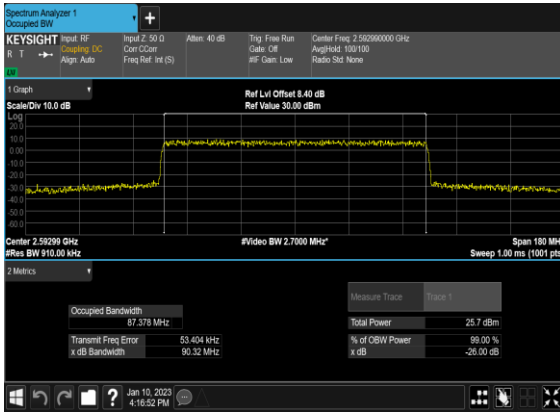 Spectrum Analyzer 1
Occupied BW
+
KEYSIGHT Input: RF Input Z: 50 Ω Atten: 40 dB Trig: Free Run Center Freq: 2.592990000 GHz
R T Coupling: DC Corr CCorr Gate: Off Avg|Hold: 100/100
Align: Auto Freq Ref: Int (S) #IF Gain: Low Radio Std: None
LXI
1 Graph
Ref Lvl Offset 8.40 dB
Scale/Div 10.0 dB Ref Value 30.00 dBm
Log
20.0
10.0
0.00
-10.0
-20.0
-30.0
-40.0
-50.0
-60.0
Center 2.59299 GHz #Video BW 2.7000 MHz* Span 180 MH
#Res BW 910.00 kHz Sweep 1.00 ms (1001 pts
2 Metrics
Measure Trace Trace 1
Occupied Bandwidth
87.378 MHz Total Power 25.7 dBm
Transmit Freq Error 53.404 kHz % of OBW Power 99.00 %
x dB Bandwidth 90.32 MHz x dB -26.00 dB
?
Jan 10, 2023
4:16:52 PM